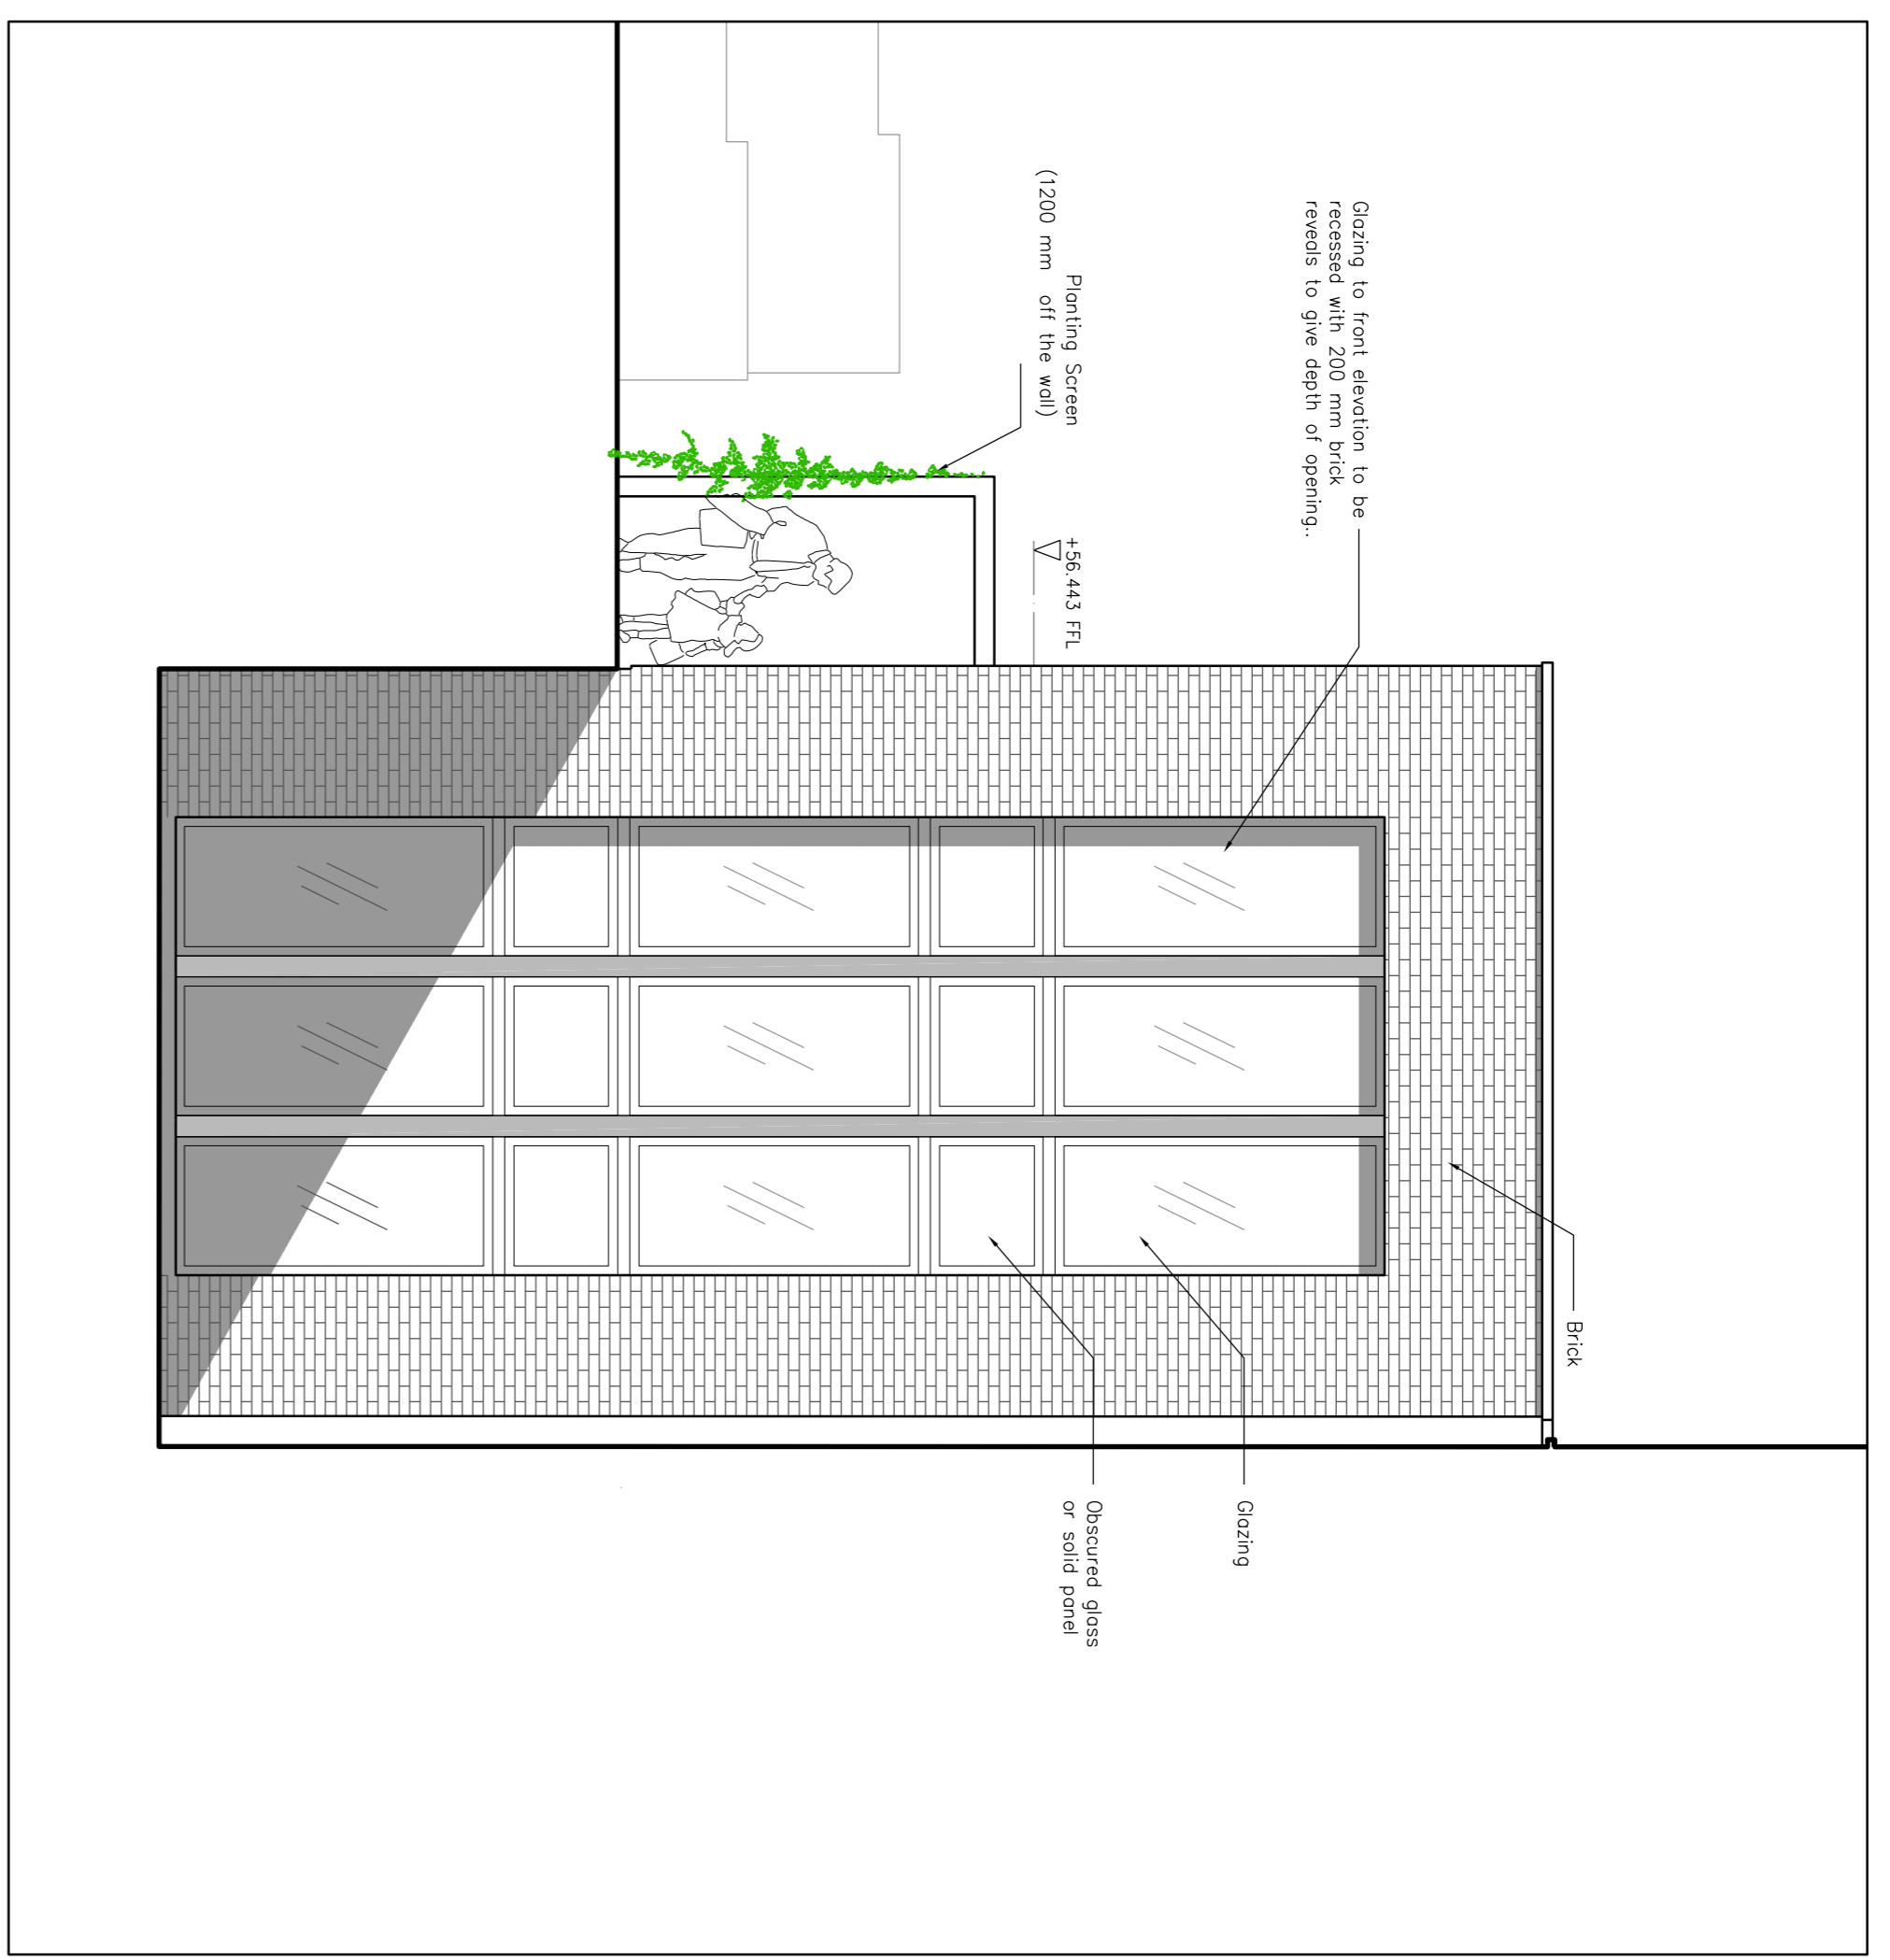 Brick
Glazing to front elevation to be
recessed with 200 mm brick
reveals to give depth of opening..
Glazing
Obscured glass
or solid panel
Planting Screen
(1200 mm off the wall)
+56.443 FFL